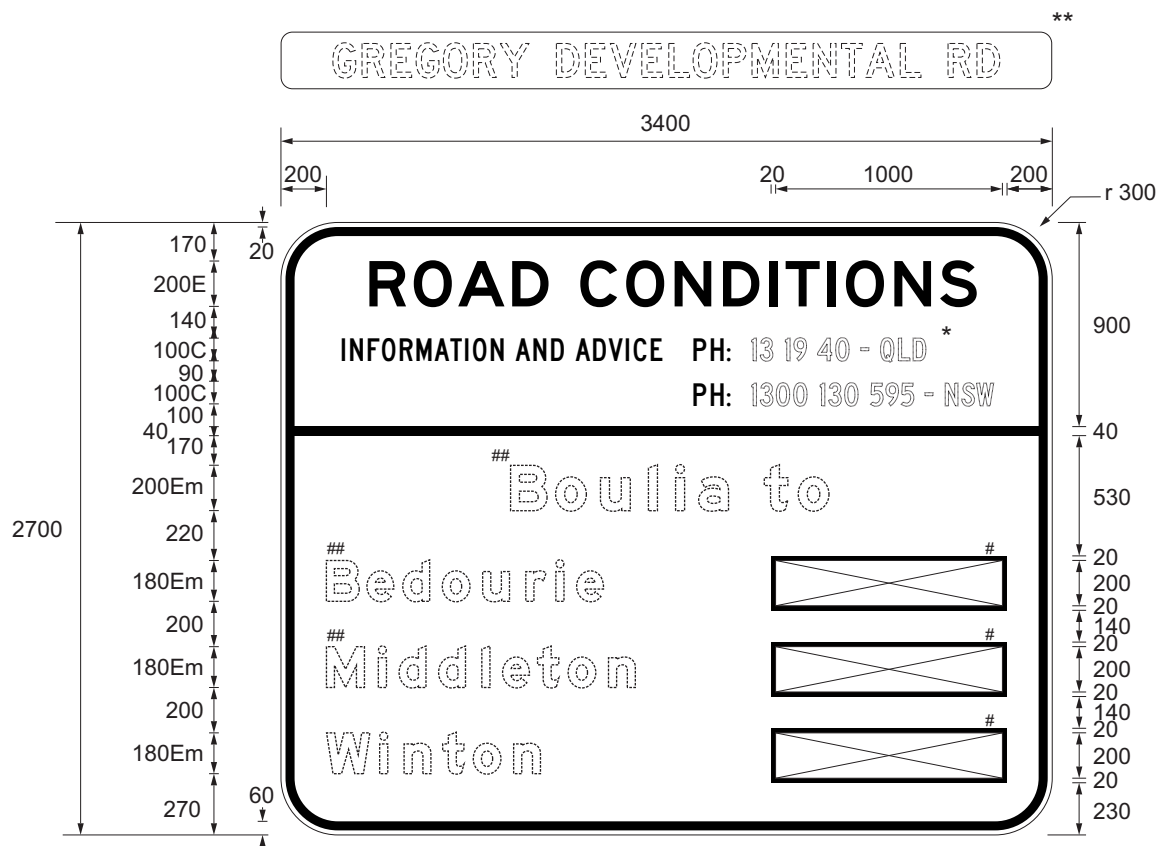 **
GREGORY DEVELOPMENTAL RD
3400
200 20 1000 200
r 300
170 20
200E
ROAD CONDITIONS
140
900
100C
INFORMATION AND ADVICE PH: 13 19 40 - QLD *
90
100C
PH: 1300 130 595 - NSW
100
40 40
170
##
200Em
Boulia to
530
2700
220
## #
20
180Em
Bedourie
200
20
200
140
## #
20
180Em
Middleton
200
20
200
140
#
20
180Em
Winton
200
20
60
270
230